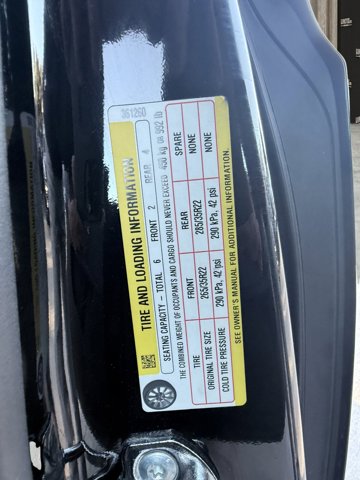 361260
TIRE AND LOADING INFORMATION
SEATING CAPACITY – TOTAL 6 FRONT 2 REAR 4
THE COMBINED WEIGHT OF OCCUPANTS AND CARGO SHOULD NEVER EXCEED 450 kg OR 992 lb
TIRE FRONT REAR SPARE
ORIGINAL TIRE SIZE 265/35R22 285/35R22 NONE
COLD TIRE PRESSURE 290 kPa, 42 psi 290 kPa, 42 psi NONE
SEE OWNER'S MANUAL FOR ADDITIONAL INFORMATION.